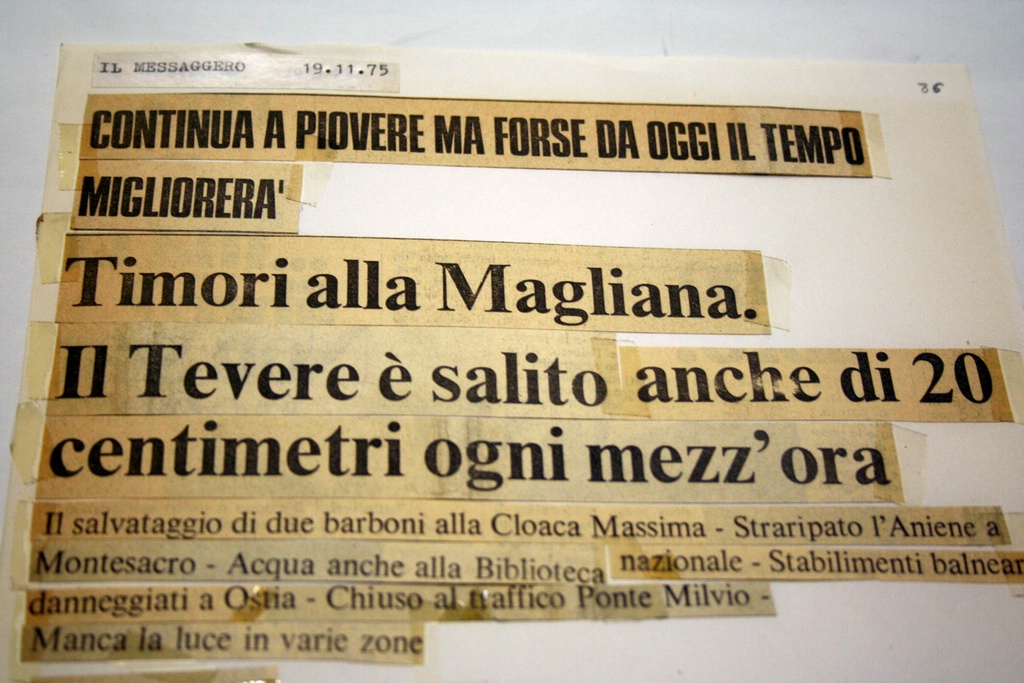 IL MESSAGGERO 19.11.75
86
CONTINUA A PIOVERE MA FORSE DA OGGI IL TEMPO
MIGLIORERA'
Timori alla Magliana.
Il Tevere è salito anche di 20
centimetri ogni mezz'ora
Il salvataggio di due barboni alla Cloaca Massima - Straripato l'Aniene a
Montesacro - Acqua anche alla Biblioteca nazionale - Stabilimenti balnear
danneggiati a Ostia - Chiuso al traffico Ponte Milvio -
Manca la luce in varie zone